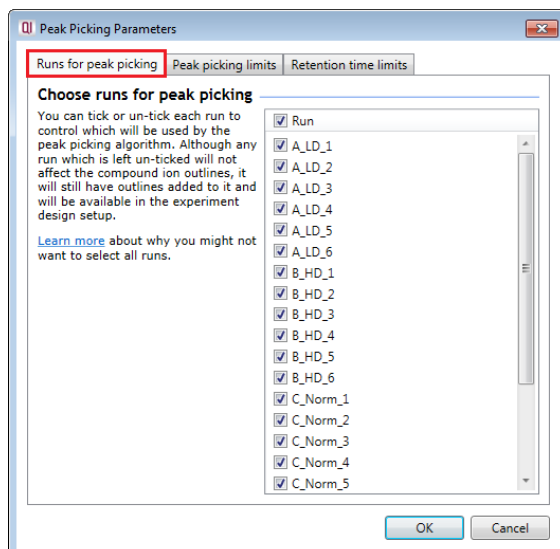 QI Peak Picking Parameters
Runs for peak picking Peak picking limits Retention time limits
Choose runs for peak picking
You can tick or un-tick each run to
control which will be used by the
peak picking algorithm. Although any
run which is left un-ticked will not
affect the compound ion outlines, it
will still have outlines added to it and
will be available in the experiment
design setup.
Learn more about why you might not
want to select all runs.
Run
A_LD_1
A_LD_2
A_LD_3
A_LD_4
A_LD_5
A_LD_6
B_HD_1
B_HD_2
B_HD_3
B_HD_4
B_HD_5
B_HD_6
C_Norm_1
C_Norm_2
C_Norm_3
C_Norm_4
C_Norm_5
OK Cancel